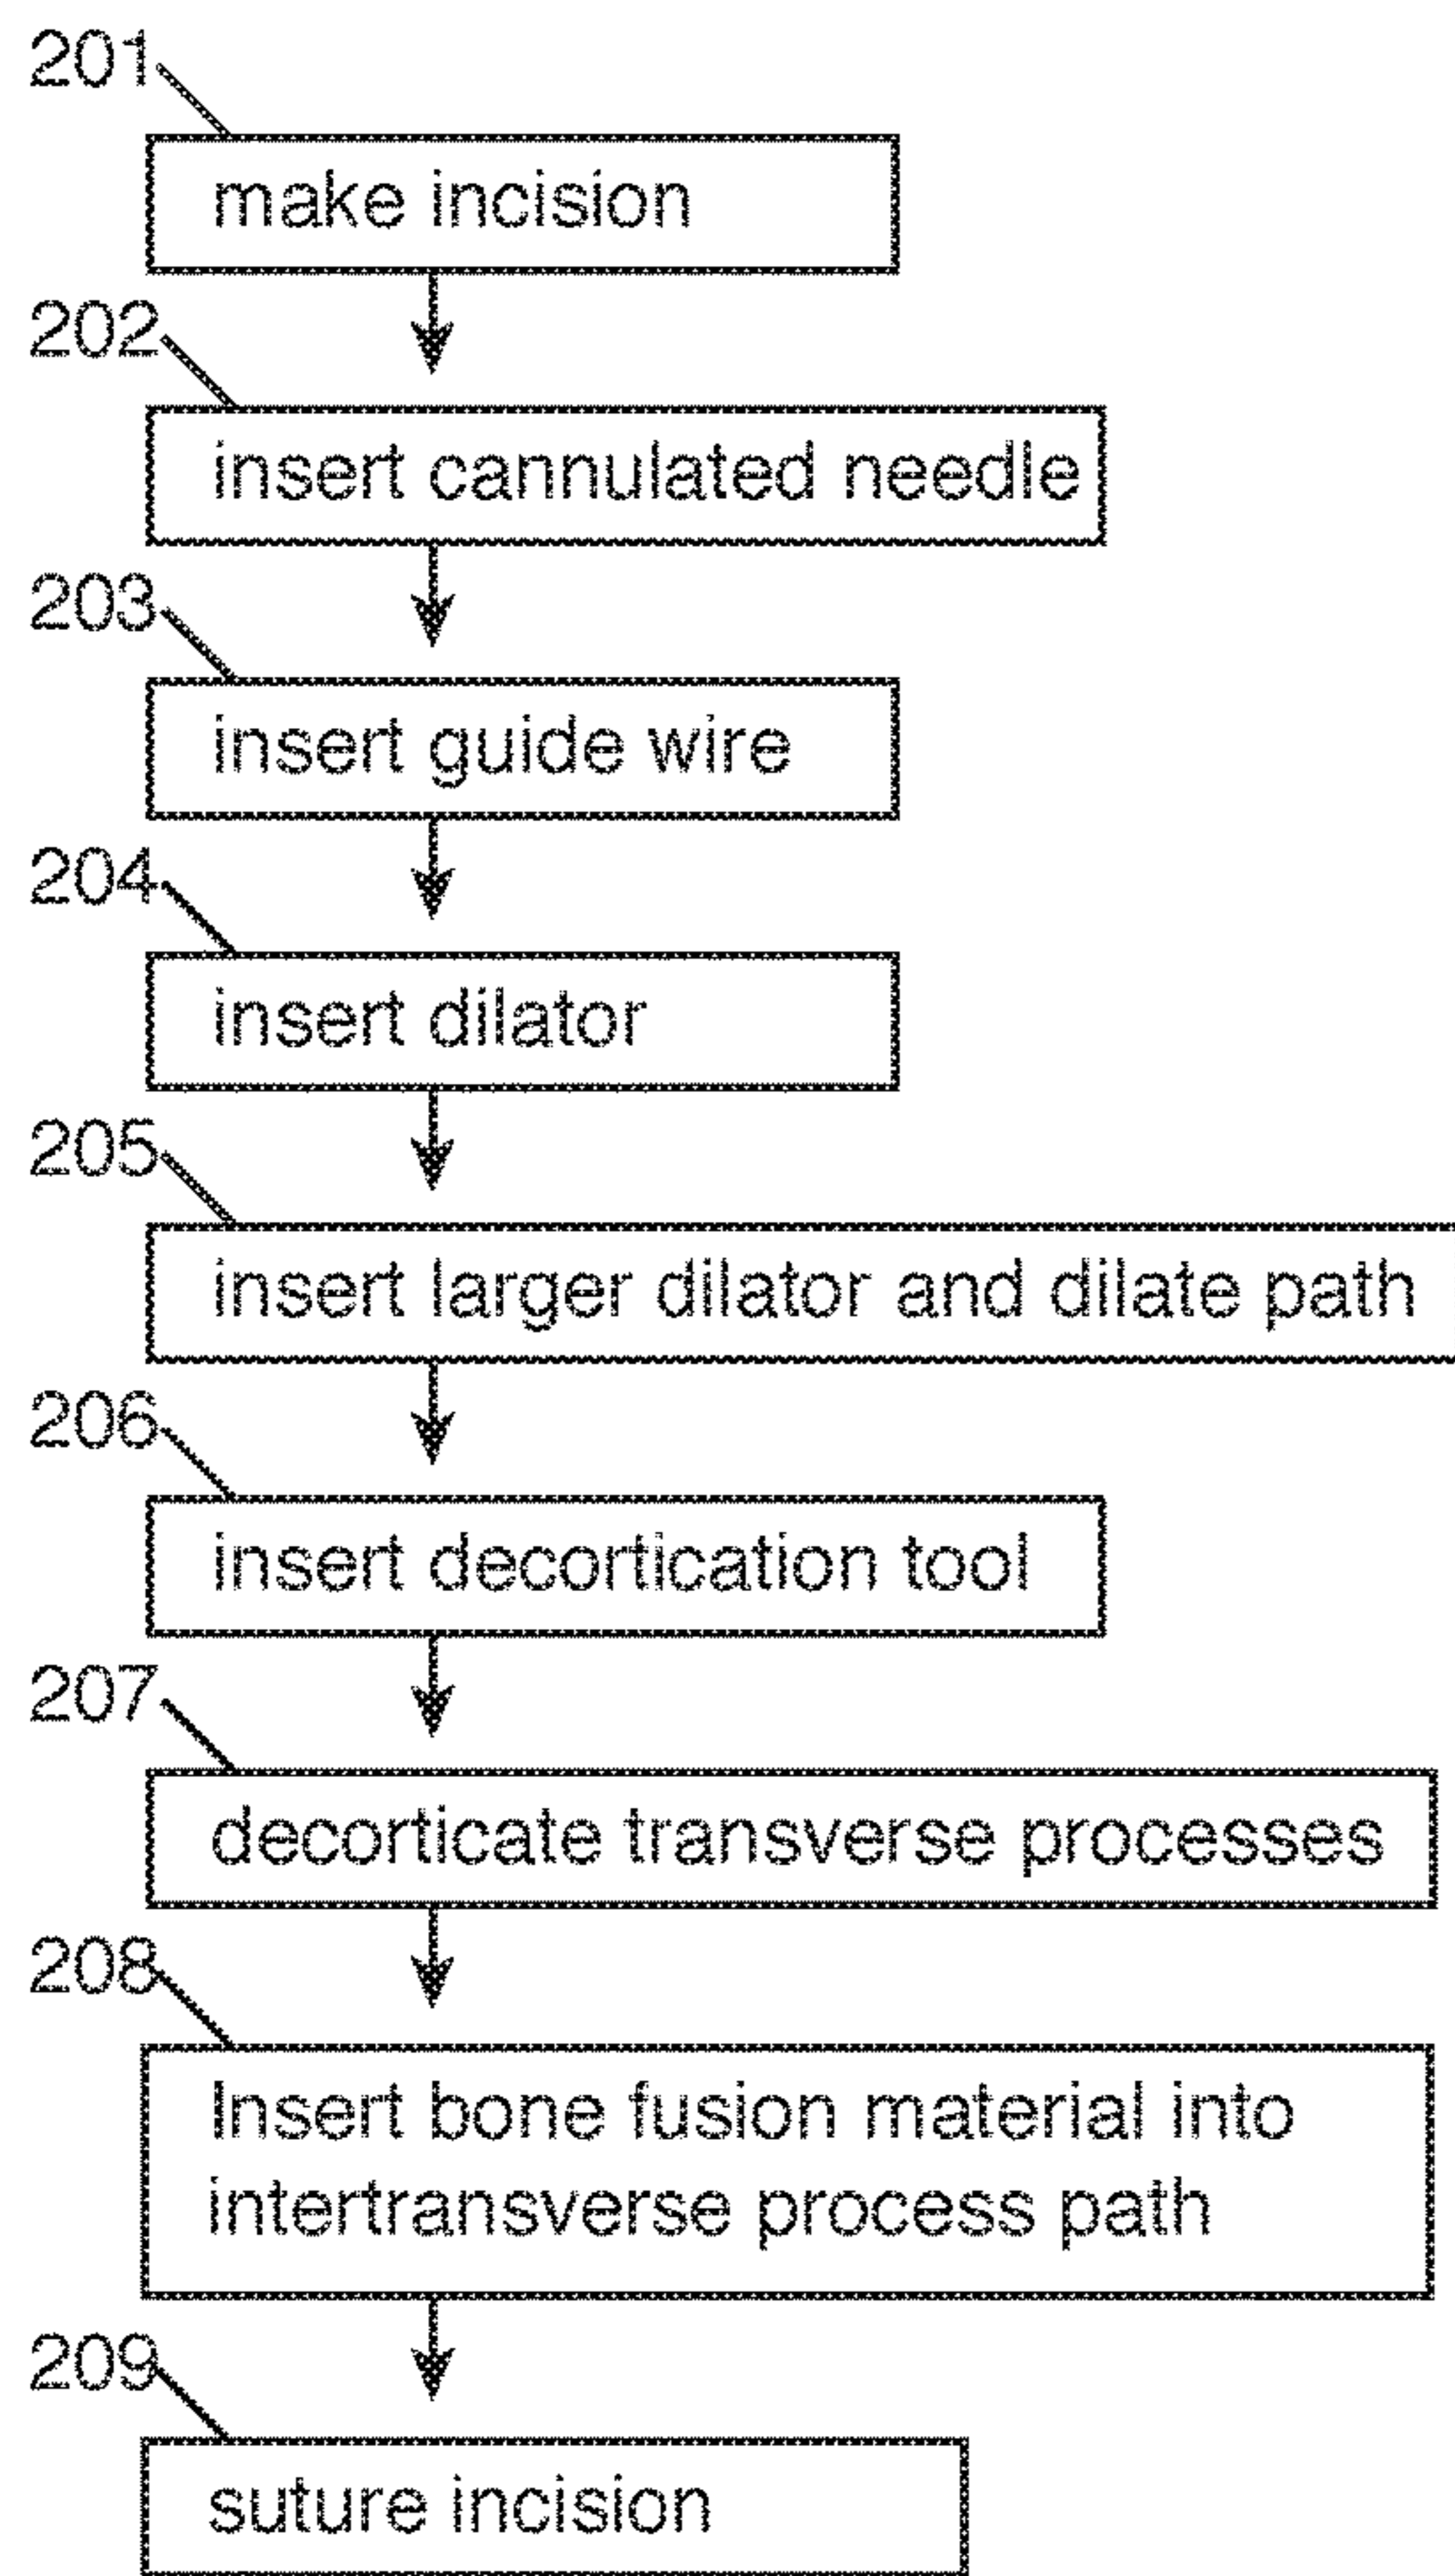 201
make incision
202
insert cannulated needle
203
insert guide wire
204
insert dilator
205
insert larger dilator and dilate path
206
insert decortication tool
207
decorticate transverse processes
208
Insert bone fusion material into
intertransverse process path
209
suture incision